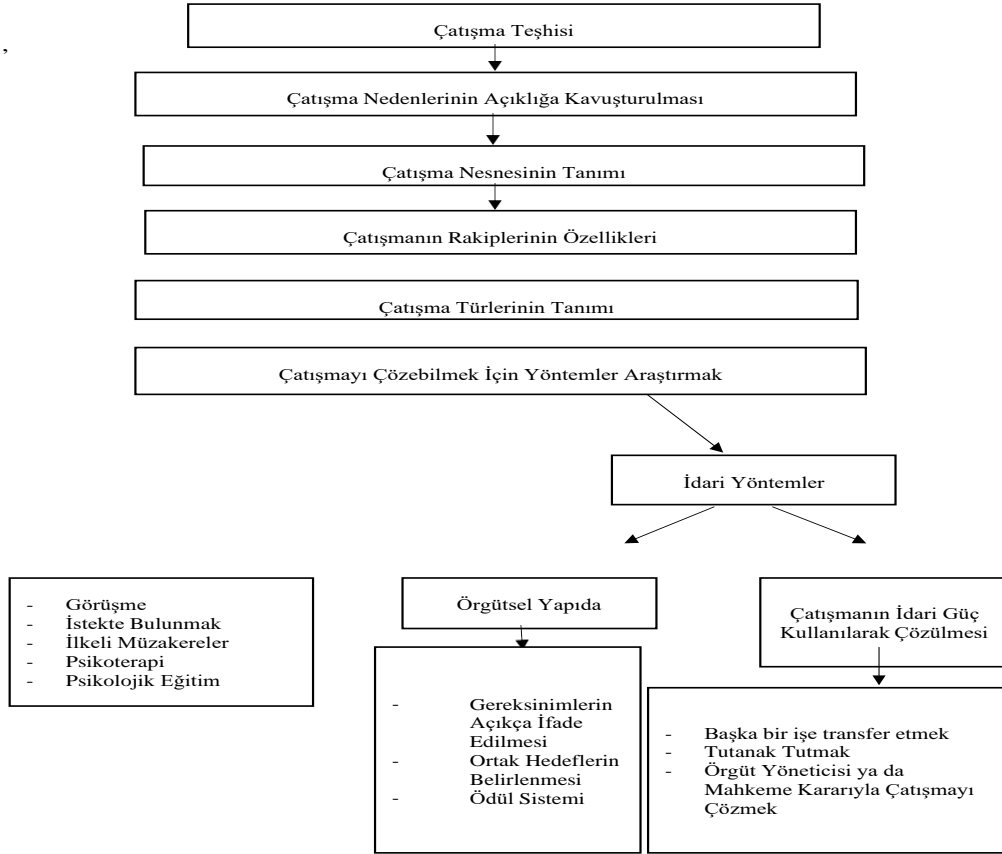 Çatışma Teşhisi
,
Çatışma Nedenlerinin Açıklığa Kavuşturulması
Çatışma Nesnesinin Tanımı
Çatışmanın Rakiplerinin Özellikleri
Çatışma Türlerinin Tanımı
Çatışmayı Çözebilmek İçin Yöntemler Araştırmak
İdari Yöntemler
- Görüşme
- İstekte Bulunmak
- İlkeli Müzakereler
- Psikoterapi
- Psikolojik Eğitim
Örgütsel Yapıda
- Gereksinimlerin
Açıkça İfade
Edilmesi
- Ortak Hedeflerin
Belirlenmesi
- Ödül Sistemi
Çatışmanın İdari Güç
Kullanılarak Çözülmesi
- Başka bir işe transfer etmek
- Tutanak Tutmak
- Örgüt Yöneticisi ya da
Mahkeme Kararıyla Çatışmayı
Çözmek